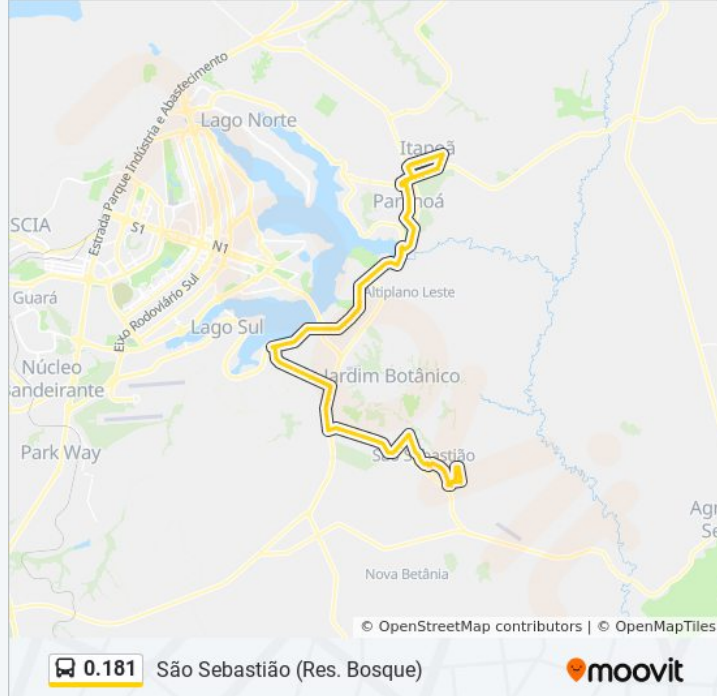 Lago Norte
Itapoã
Paranoá
Estrada Parque Indústria e Abastecimento
SCIA
S1
N1
Guará
Eixo Rodoviário Sul
Altiplano Leste
Lago Sul
Núcleo
Bandeirante
Jardim Botânico
Park Way
São Sebastião
Agr
Se
Nova Betânia
© OpenStreetMap contributors | © OpenMapTiles
0.181 São Sebastião (Res. Bosque)
moovit